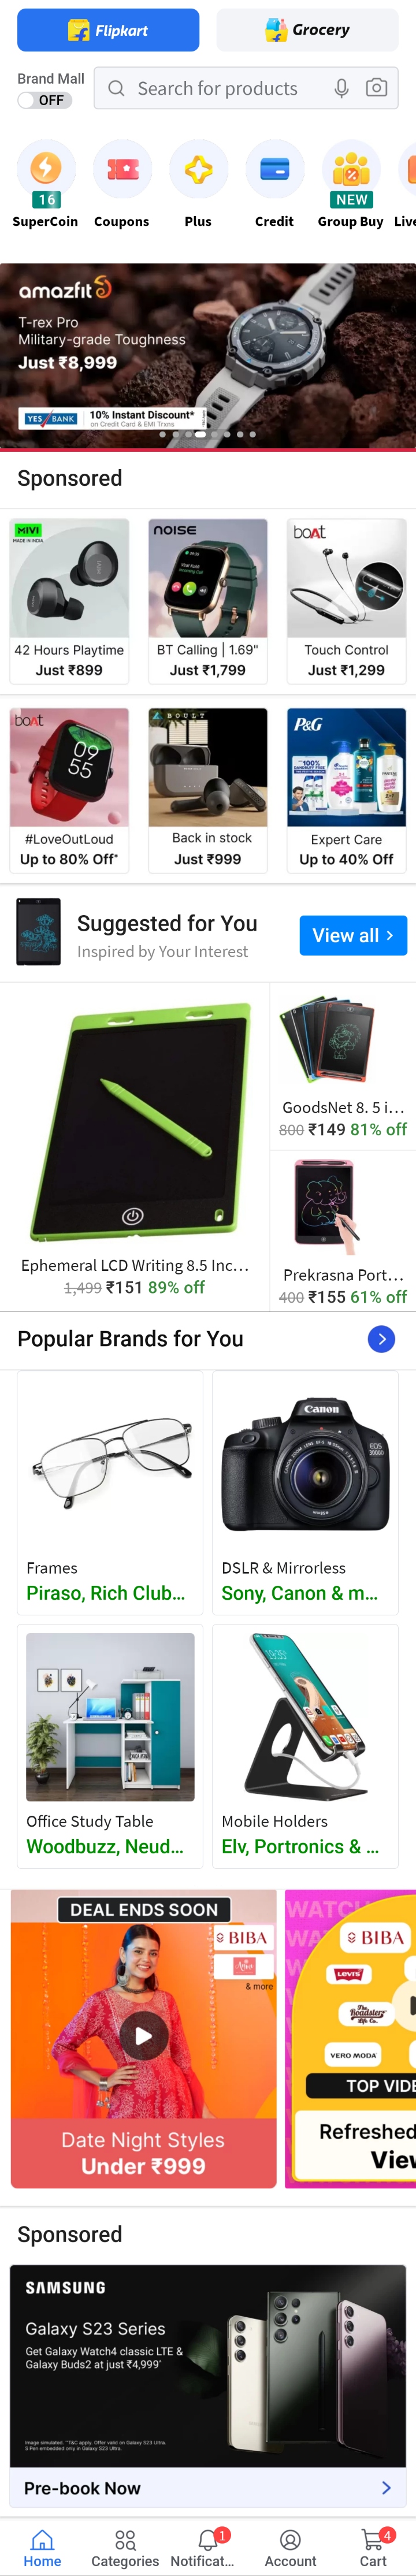 Flipkart
Grocery
Brand Mall
OFF
Search for products
16
NEW
SuperCoin
Coupons
Plus
Credit
Group Buy
Live
amazfit
T-rex Pro
Military-grade Toughness
Just ₹8,999
YES BANK
10% Instant Discount*
on Credit Card & EMI Trxns
Sponsored
MIVI
MADE IN INDIA
42 Hours Playtime
Just ₹899
NOISE
BT Calling | 1.69"
Just ₹1,799
boAt
Touch Control
Just ₹1,299
boAt
09
55
#LoveOutLoud
Up to 80% Off*
BOULT
Back in stock
Just ₹999
P&G
Expert Care
Up to 40% Off
Suggested for You
Inspired by Your Interest
View all
Ephemeral LCD Writing 8.5 Inc...
1,499 ₹151 89% off
GoodsNet 8. 5 i...
800 ₹149 81% off
Prekrasna Port...
400 ₹155 61% off
Popular Brands for You
Frames
Piraso, Rich Club...
Canon
EOS
3000D
DSLR & Mirrorless
Sony, Canon & m...
Office Study Table
Woodbuzz, Neud...
Mobile Holders
Elv, Portronics & ...
DEAL ENDS SOON
BIBA
& more
Date Night Styles
Under ₹999
WATCH
BIBA
LEVI'S
The Roadster Life Co.
VERO MODA
TOP VIDE
Refreshed
View
Sponsored
SAMSUNG
Galaxy S23 Series
Get Galaxy Watch4 classic LTE &
Galaxy Buds2 at just ₹4,999*
Image simulated. *T&C apply. Offer valid on Galaxy S23 Ultra.
S Pen embedded only in Galaxy S23 Ultra.
Pre-book Now
1
4
Home
Categories
Notificat...
Account
Cart